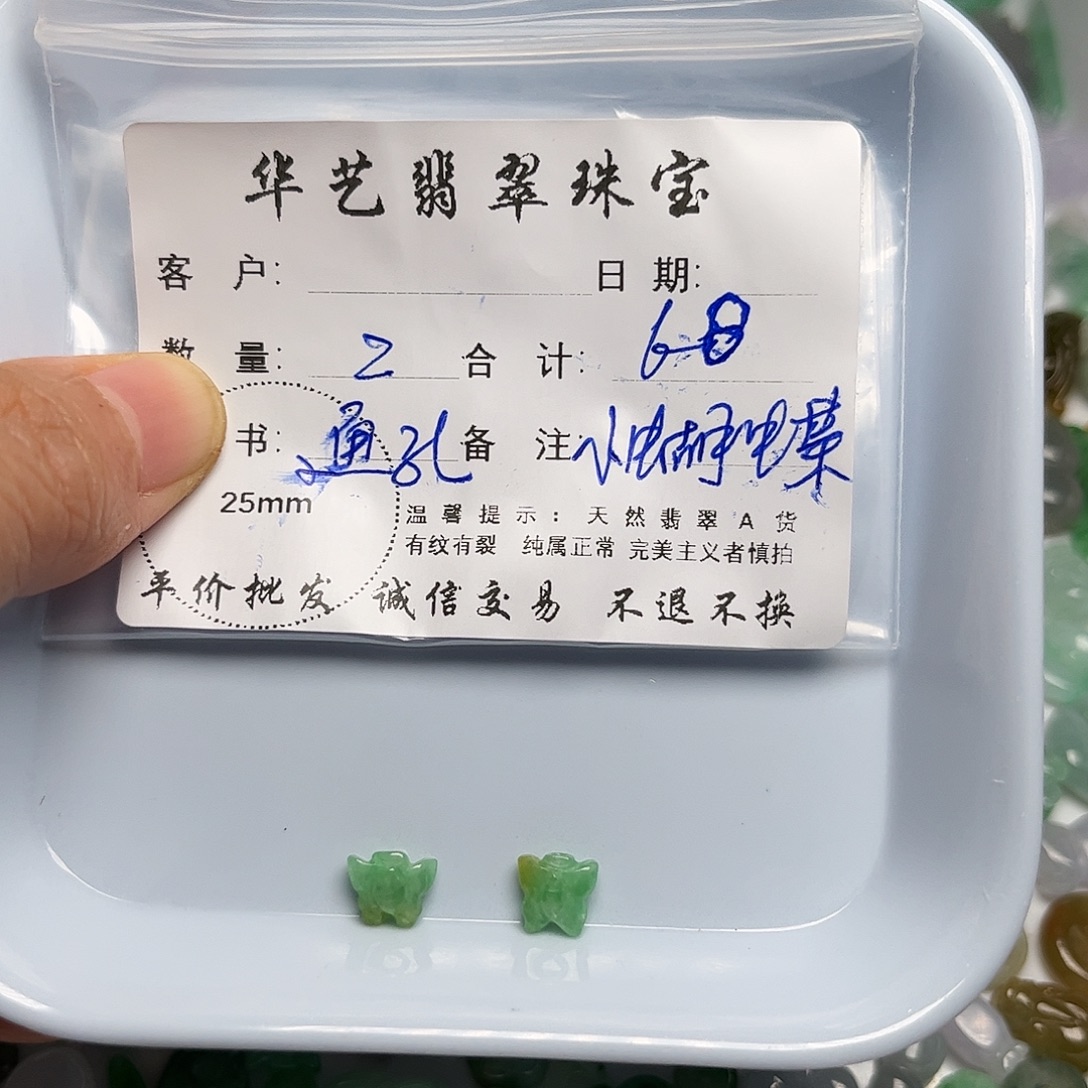 华艺翡翠珠宝
客 户: 日 期:
数 量: 2 合 计: 68
书: 通孔 备 注: 小蝴蝶
25mm
温馨提示:天然翡翠A货
有纹有裂 纯属正常 完美主义者慎拍
平价批发 诚信交易 不退不换